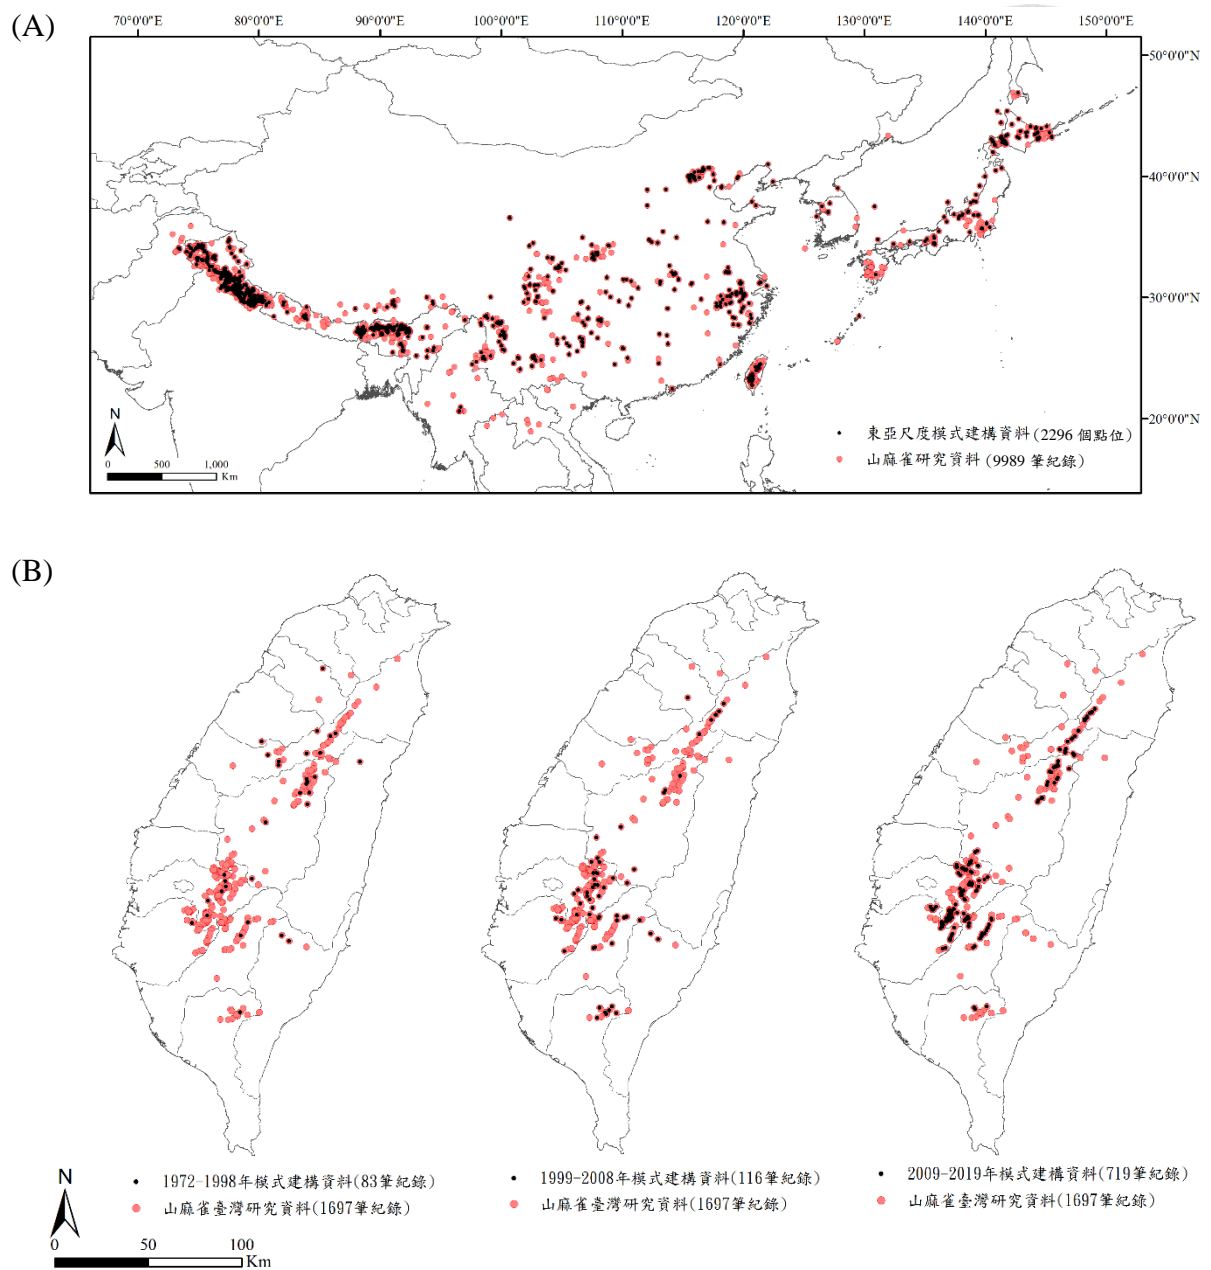 (A)
70°0'0"E 80°0'0"E 90°0'0"E 100°0'0"E 110°0'0"E 120°0'0"E 130°0'0"E 140°0'0"E 150°0'0"E
50°0'0"N
40°0'0"N
30°0'0"N
20°0'0"N
N
0 500 1,000
Km
東亞尺度模式建構資料 (2296 個點位)
山麻雀研究資料 (9989 筆紀錄)
(B)
1972-1998年模式建構資料(83筆紀錄)
山麻雀臺灣研究資料(1697筆紀錄)
1999-2008年模式建構資料(116筆紀錄)
山麻雀臺灣研究資料(1697筆紀錄)
2009-2019年模式建構資料(719筆紀錄)
山麻雀臺灣研究資料(1697筆紀錄)
N
0 50 100
Km